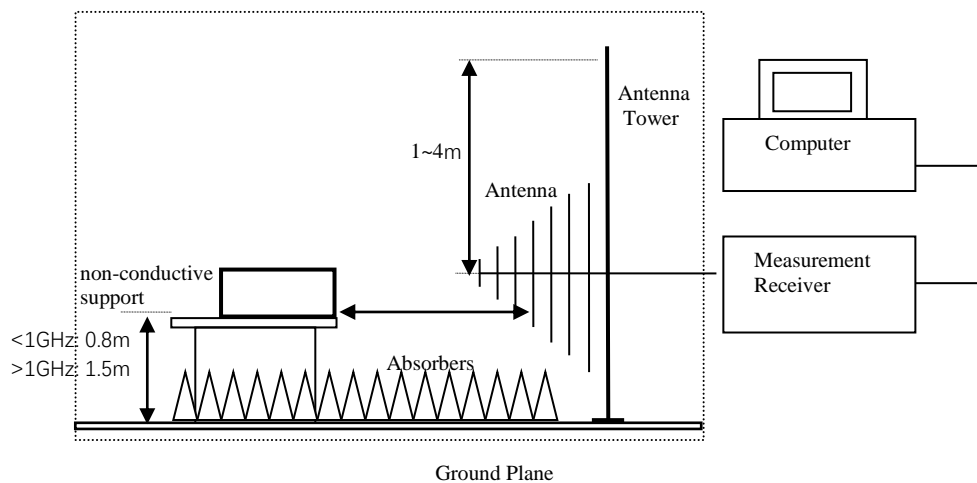 Antenna
Tower
1~4m
Computer
Antenna
Measurement
Receiver
non-conductive
support
<1GHz: 0.8m
>1GHz: 1.5m
Absorbers
Ground Plane